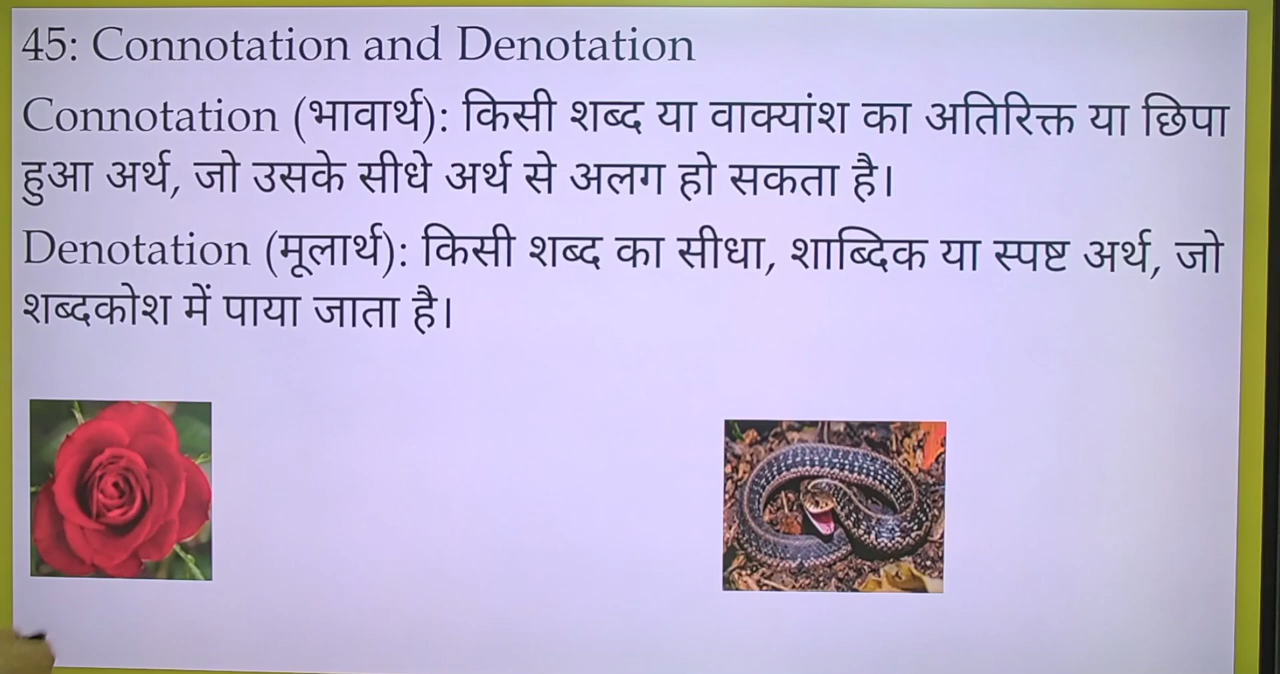 45: Connotation and Denotation
Connotation (भावार्थ): किसी शब्द या वाक्यांश का अतिरिक्त या छिपा
हुआ अर्थ, जो उसके सीधे अर्थ से अलग हो सकता है।
Denotation (मूलार्थ): किसी शब्द का सीधा, शाब्दिक या स्पष्ट अर्थ, जो
शब्दकोश में पाया जाता है।